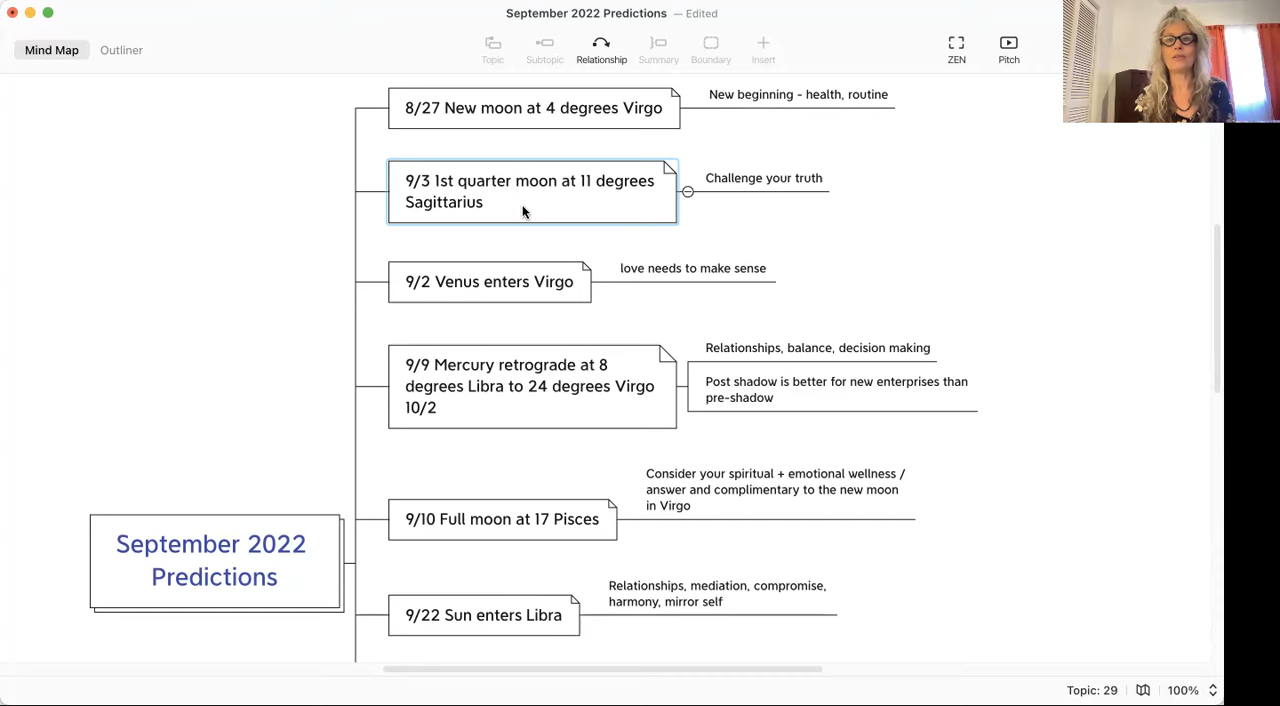 September 2022 Predictions — Edited
Mind Map
Outliner
Topic
Subtopic
Relationship
Summary
Boundary
Insert
ZEN
Pitch
8/27 New moon at 4 degrees Virgo
New beginning - health, routine
9/3 1st quarter moon at 11 degrees
Sagittarius
Challenge your truth
9/2 Venus enters Virgo
love needs to make sense
9/9 Mercury retrograde at 8
degrees Libra to 24 degrees Virgo
10/2
Relationships, balance, decision making
Post shadow is better for new enterprises than
pre-shadow
9/10 Full moon at 17 Pisces
Consider your spiritual + emotional wellness /
answer and complimentary to the new moon
in Virgo
September 2022
Predictions
9/22 Sun enters Libra
Relationships, mediation, compromise,
harmony, mirror self
Topic: 29
100%